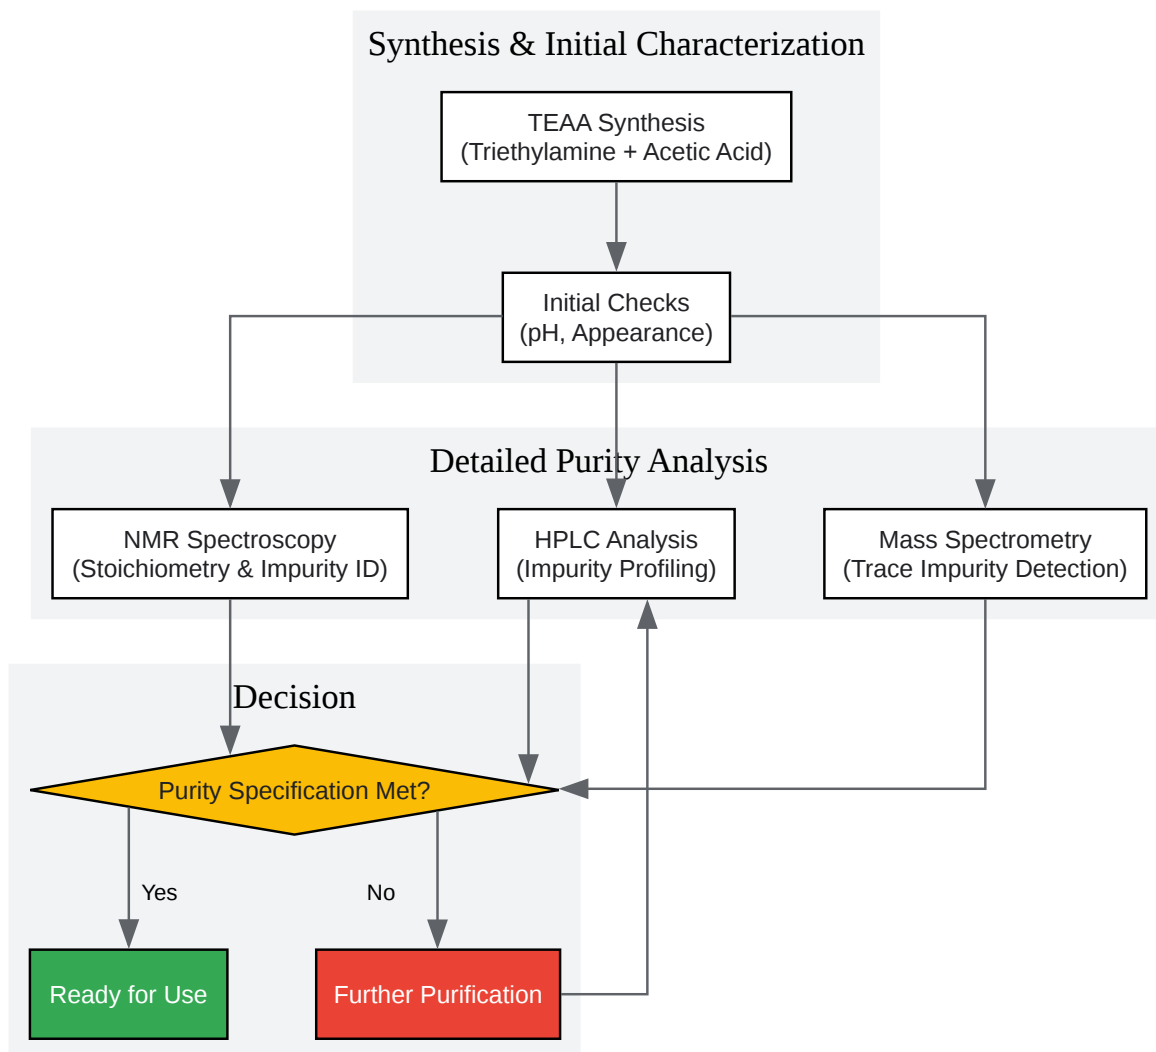 Synthesis & Initial Characterization
TEAA Synthesis
(Triethylamine + Acetic Acid)
Initial Checks
(pH, Appearance)
Detailed Purity Analysis
NMR Spectroscopy
(Stoichiometry & Impurity ID)
HPLC Analysis
(Impurity Profiling)
Mass Spectrometry
(Trace Impurity Detection)
Decision
Purity Specification Met?
Yes
No
Ready for Use
Further Purification